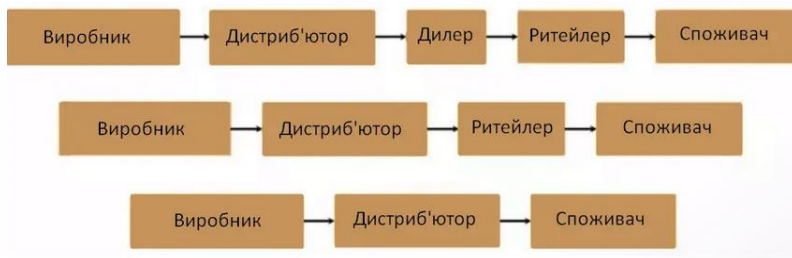 Виробник Дистриб'ютор Дилер Ритейлер Споживач
Виробник Дистриб'ютор Ритейлер Споживач
Виробник Дистриб'ютор Споживач